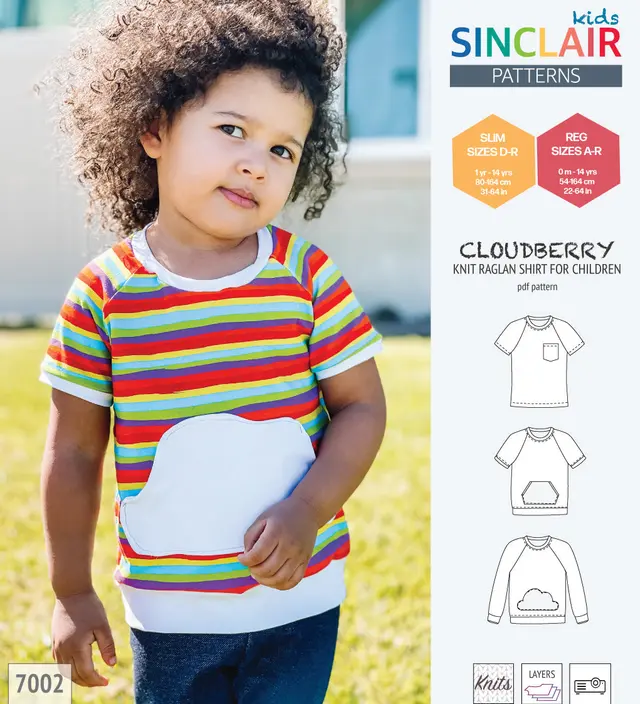 kids
SINCLAIR
PATTERNS
SLIM
SIZES D-R
1 yr - 14 yrs
80-164 cm
31-64 in
REG
SIZES A-R
0 m - 14 yrs
54-164 cm
22-64 in
CLOUDBERRY
KNIT RAGLAN SHIRT FOR CHILDREN
pdf pattern
7002
Knits
LAYERS